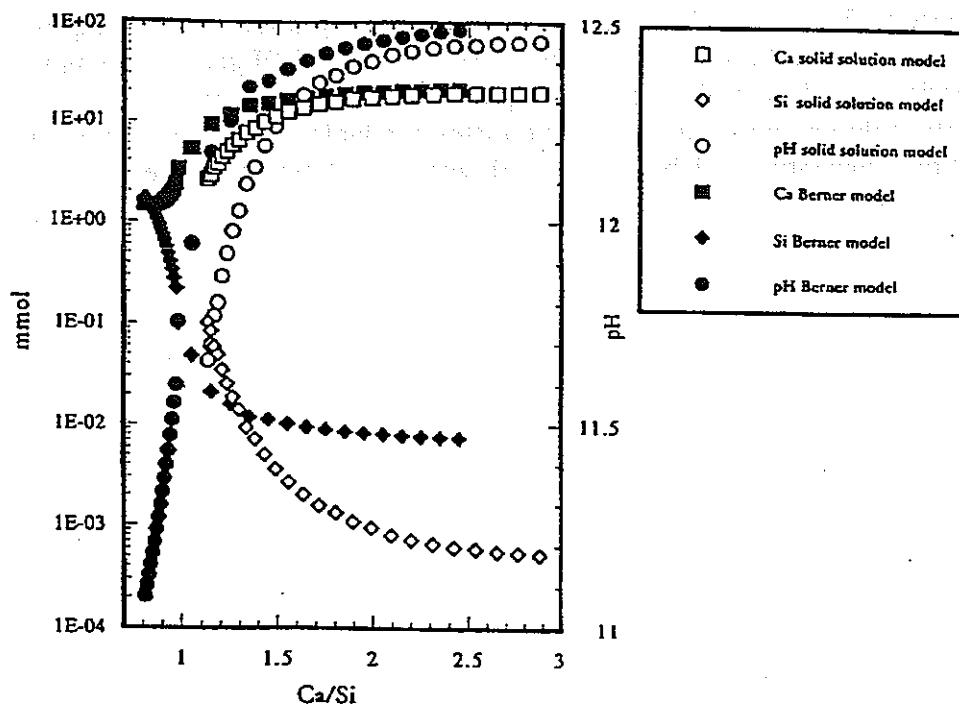 1E+02
1E+01
1E+00
1E-01
1E-02
1E-03
1E-04
mmol
1
1.5
2
2.5
3
Ca/Si
12.5
12
11.5
11
pH
Ca solid solution model
Si solid solution model
pH solid solution model
Ca Berner model
Si Berner model
pH Berner model